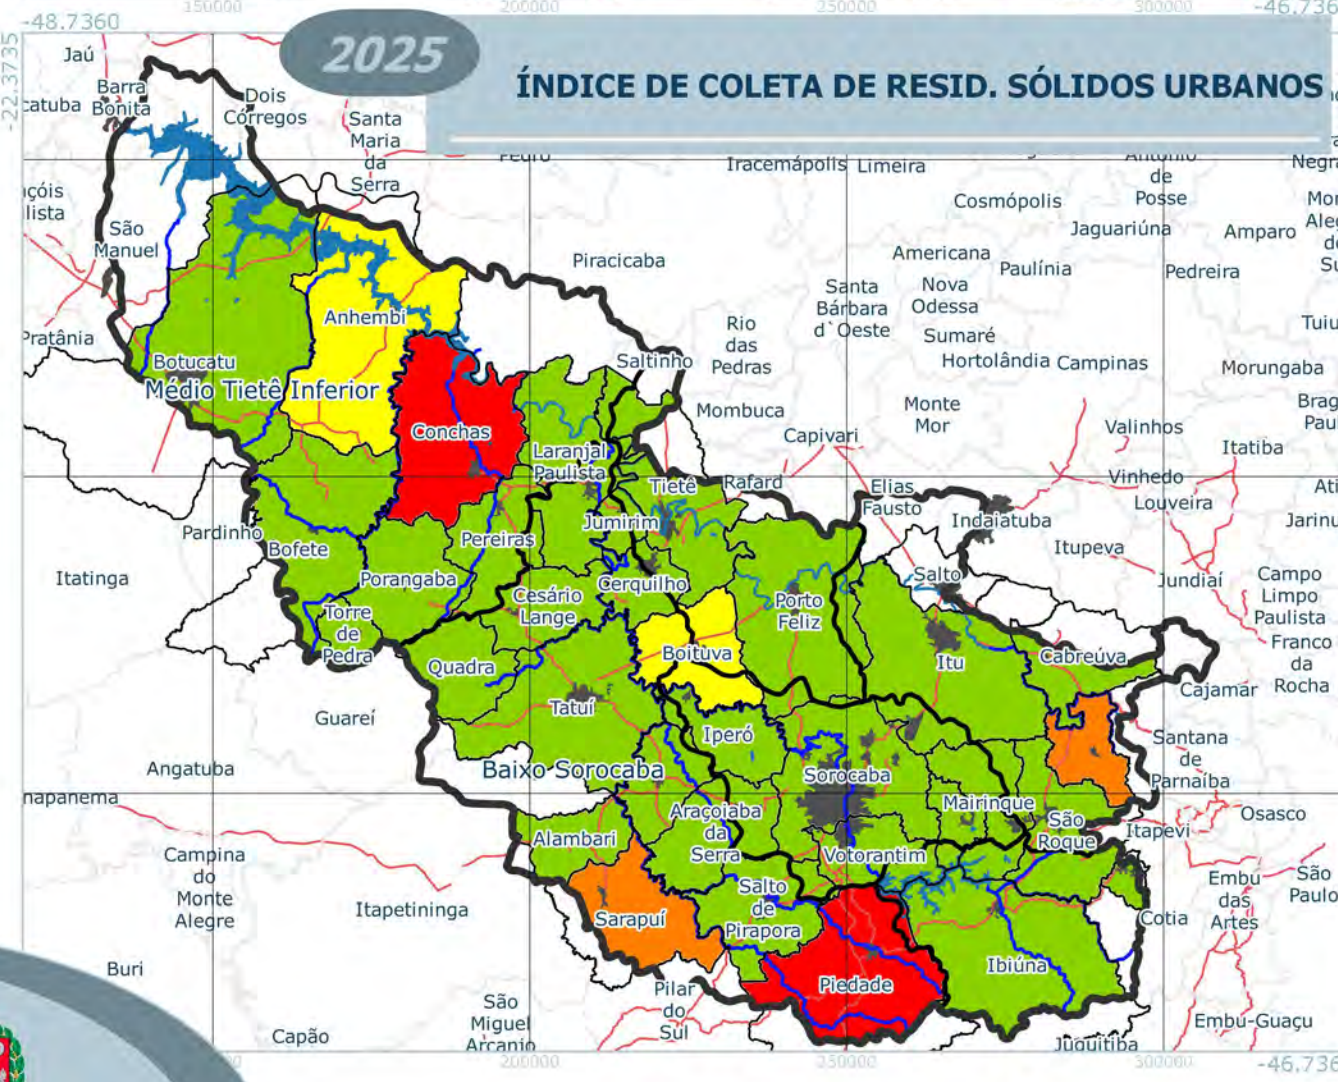 150000
200000
250000
300000
-46.736
-48.7360
-22.3735
2025
ÍNDICE DE COLETA DE RESID. SÓLIDOS URBANOS
Jaú
Barra
Bonita
catuba
Dois
Córregos
Santa
Maria
da
Serra
Iracemápolis
Limeira
de
Posse
Cosmópolis
Jaguariúna
Amparo
São
Manuel
Piracicaba
Americana
Paulínia
Pedreira
Santa
Bárbara
d`Oeste
Nova
Odessa
Anhembi
Rio
das
Pedras
Sumaré
Hortolândia
Campinas
Pratânia
Botucatu
Saltinho
Morungaba
Médio Tietê Inferior
Mombuca
Monte
Mor
Conchas
Capivari
Valinhos
Itatiba
Laranjal
Paulista
Tietê
Rafard
Elias
Fausto
Vinhedo
Louveira
Pardinho
Jumirim
Indaiatuba
Pereiras
Bofete
Itupeva
Itatinga
Porangaba
Cerquilho
Salto
Jundiaí
Campo
Limpo
Paulista
Cesário
Lange
Porto
Feliz
Torre
de
Pedra
Quadra
Boituva
Itu
Cabreúva
Franco
da
Rocha
Cajamar
Guareí
Tatuí
Iperó
Santana
de
Parnaíba
Angatuba
Baixo Sorocaba
Sorocaba
napanema
Araçoiaba
da
Serra
Mairinque
São
Roque
Itapevi
Osasco
Alambari
Votorantim
Campina
do
Monte
Alegre
Itapetininga
Sarapuí
Salto
de
Pirapora
Embu
das
Artes
São
Paulo
Cotia
Buri
Ibiúna
Piedade
Pilar
do
Sul
São
Miguel
Arcanjo
Capão
Embu-Guaçu
Juquitiba
200000
250000
300000
-46.736